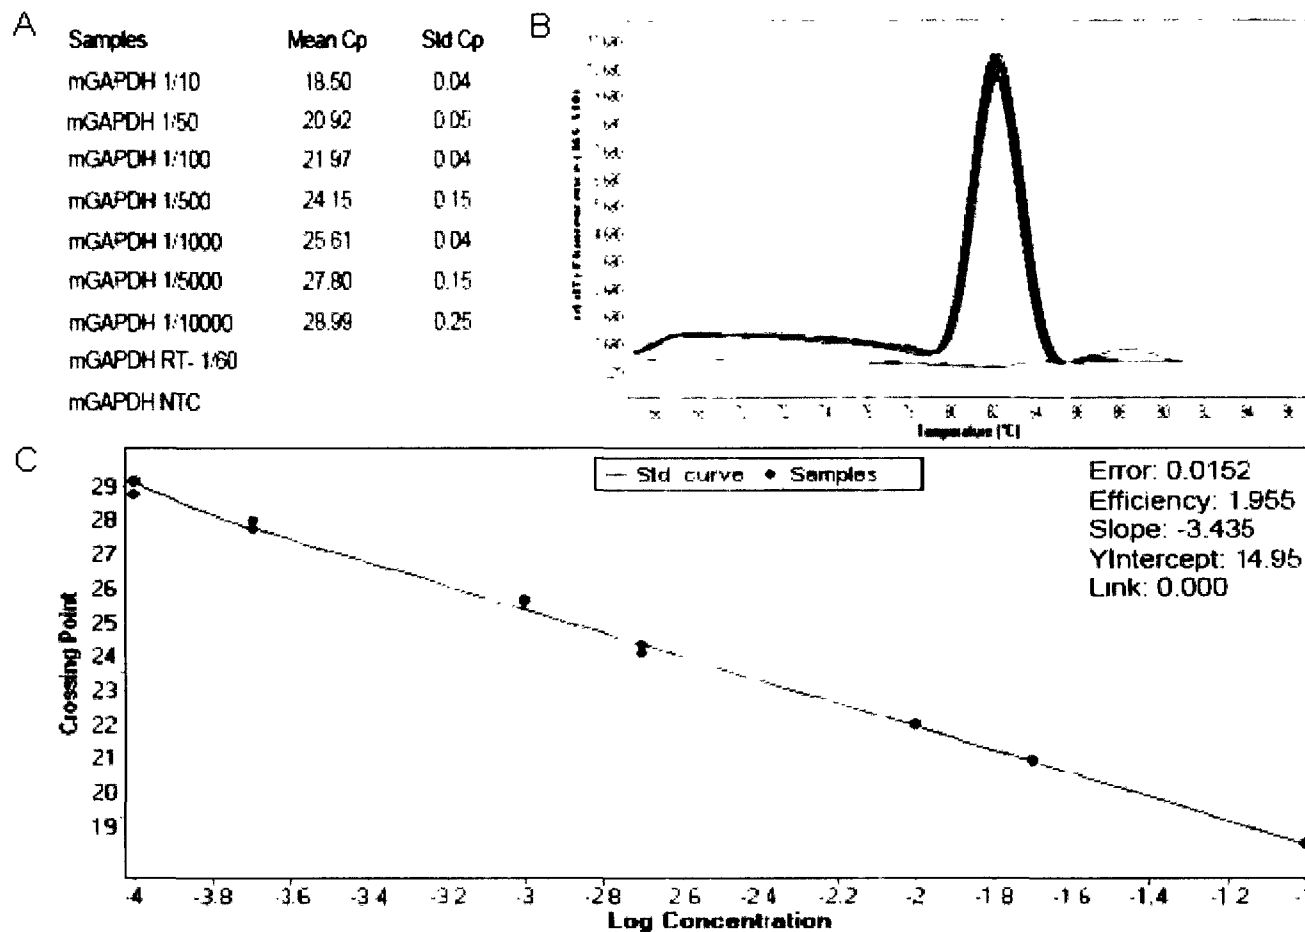 A
Samples Mean Cp Std Cp
mGAPDH 1/10 18.50 0.04
mGAPDH 1/50 20.92 0.05
mGAPDH 1/100 21.97 0.04
mGAPDH 1/500 24.15 0.15
mGAPDH 1/1000 25.61 0.04
mGAPDH 1/5000 27.80 0.15
mGAPDH 1/10000 28.99 0.25
mGAPDH RT- 1/60
mGAPDH NTC
B
Temperature [°C]
C
Std. curve Samples
Error: 0.0152
Efficiency: 1.955
Slope: -3.435
YIntercept: 14.95
Link: 0.000
Crossing Point
29
28
27
26
25
24
23
22
21
20
19
-4 -3.8 -3.6 -3.4 -3.2 -3 -2.8 -2.6 -2.4 -2.2 -2 -1.8 -1.6 -1.4 -1.2 -1
Log Concentration